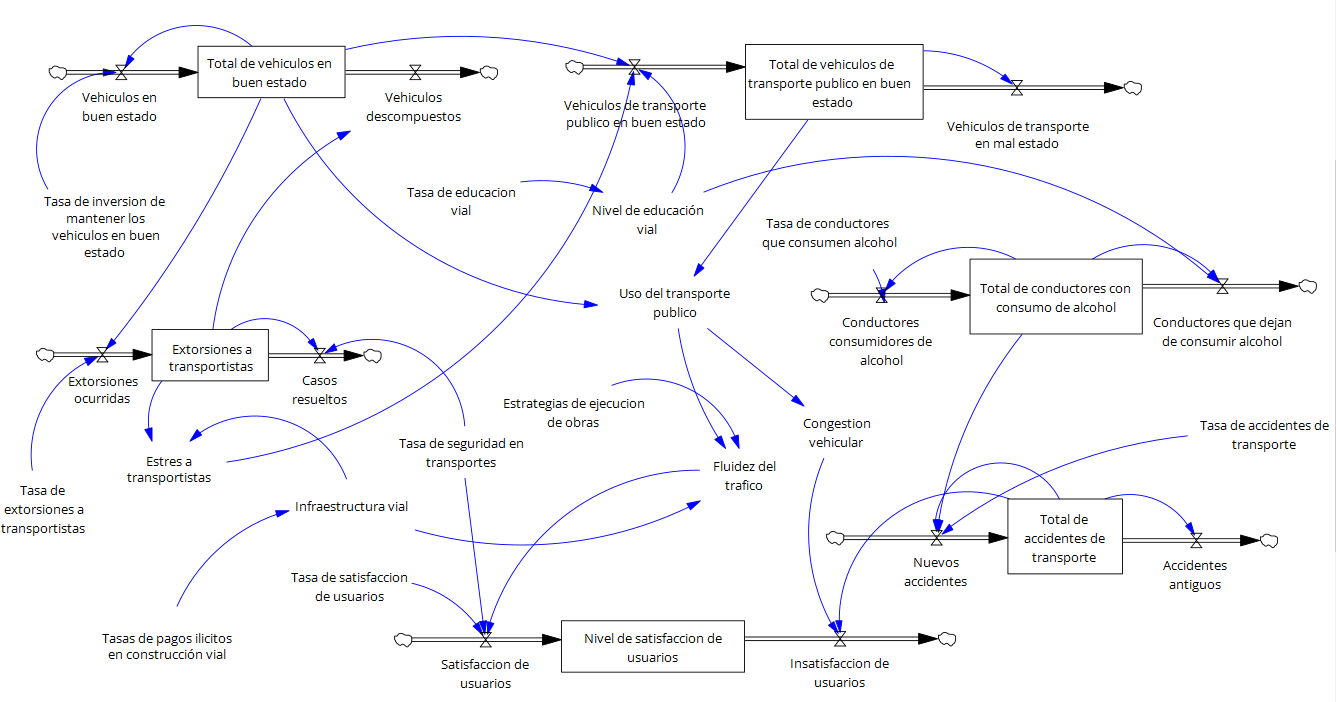 Total de vehiculos en
buen estado
Vehiculos en
buen estado
Vehiculos
descompuestos
Total de vehiculos de
transporte publico en buen
estado
Vehiculos de transporte
publico en buen estado
Vehiculos de transporte
en mal estado
Tasa de inversion de
mantener los
vehiculos en buen
estado
Tasa de educacion
vial
Nivel de educación
vial
Tasa de conductores
que consumen alcohol
Uso del transporte
publico
Total de conductores con
consumo de alcohol
Conductores
consumidores de
alcohol
Conductores que dejan
de consumir alcohol
Extorsiones a
transportistas
Extorsiones
ocurridas
Casos
resueltos
Estrategias de ejecucion
de obras
Congestion
vehicular
Tasa de accidentes de
transporte
Tasa de seguridad en
transportes
Estres a
transportistas
Fluidez del
trafico
Tasa de
extorsiones a
transportistas
Infraestructura vial
Total de
accidentes de
transporte
Nuevos
accidentes
Accidentes
antiguos
Tasa de satisfaccion
de usuarios
Tasas de pagos ilicitos
en construcción vial
Nivel de satisfaccion de
usuarios
Satisfaccion de
usuarios
Insatisfaccion de
usuarios